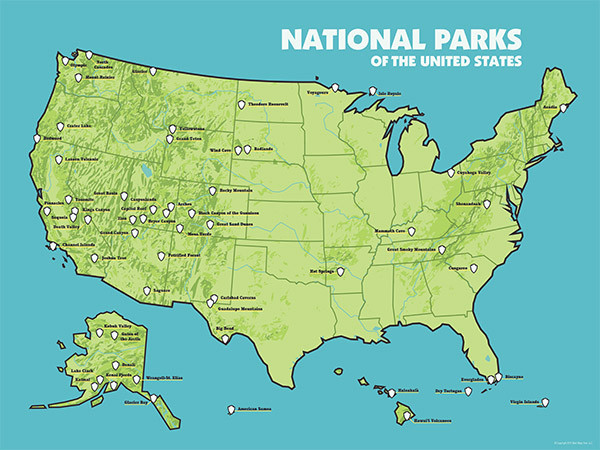 NATIONAL PARKS
OF THE UNITED STATES
Olympic
North
Cascades
Mount Rainier
Glacier
Voyageurs
Isle Royale
Acadia
Theodore Roosevelt
Crater Lake
Redwood
Yellowstone
Grand Teton
Wind Cave
Badlands
Lassen Volcanic
Cuyahoga Valley
Rocky Mountain
Great Basin
Canyonlands
Arches
Capitol Reef
Pinnacles
Yosemite
Kings Canyon
Sequoia
Death Valley
Zion
Bryce Canyon
Black Canyon of the Gunnison
Great Sand Dunes
Mesa Verde
Grand Canyon
Shenandoah
Mammoth Cave
Great Smoky Mountains
Channel Islands
Joshua Tree
Petrified Forest
Hot Springs
Congaree
Saguaro
Carlsbad Caverns
Guadalupe Mountains
Big Bend
Kobuk Valley
Gates of
the Arctic
Denali
Lake Clark
Katmai
Kenai Fjords
Wrangell-St. Elias
Glacier Bay
American Samoa
Haleakalā
Hawai'i Volcanoes
Dry Tortugas
Everglades
Biscayne
Virgin Islands